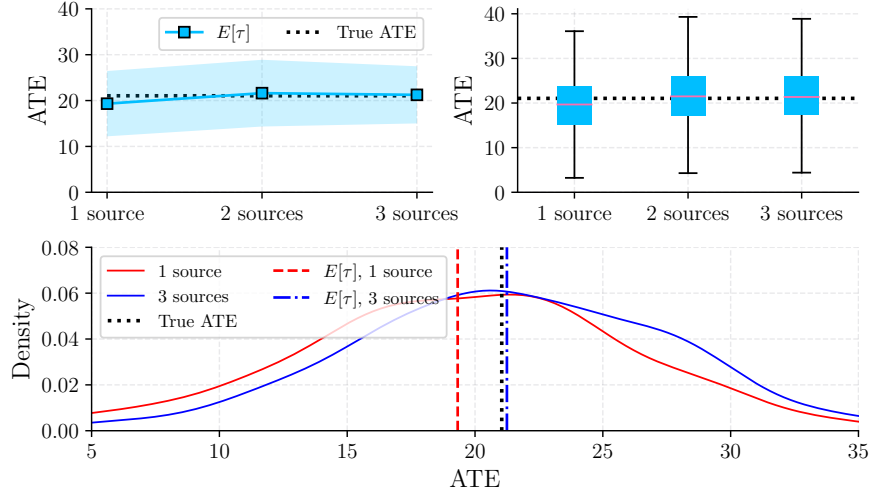 40
30
20
10
0
ATE
E[τ]
True ATE
1 source
2 sources
3 sources
40
30
20
10
0
ATE
1 source
2 sources
3 sources
0.08
0.06
0.04
0.02
0.00
Density
1 source
3 sources
True ATE
E[τ], 1 source
E[τ], 3 sources
5
10
15
20
25
30
35
ATE